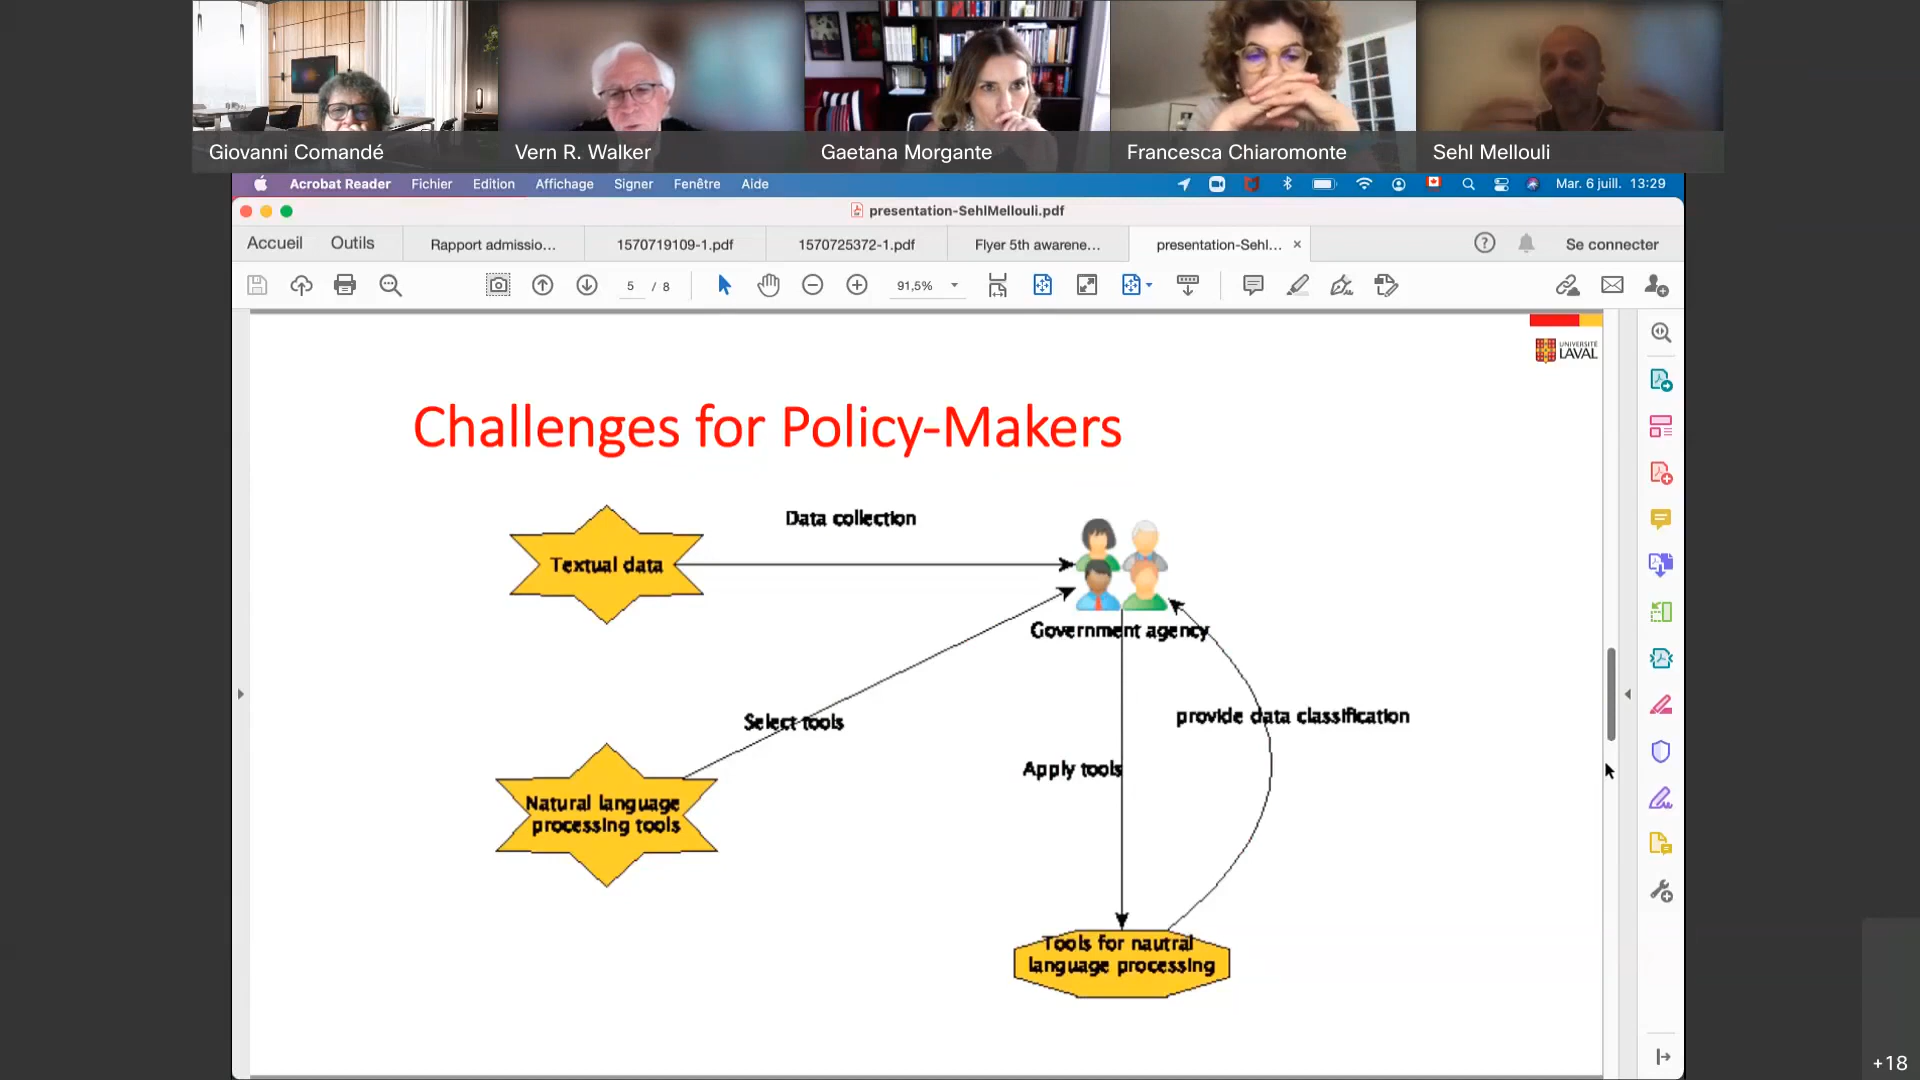 Giovanni Comandé
Vern R. Walker
Gaetana Morgante
Francesca Chiaromonte
Sehl Mellouli
Acrobat Reader Fichier Edition Affichage Signer Fenêtre Aide Mar. 6 juill. 13:29
presentation-SehlMellouli.pdf
Accueil Outils Rapport admissio... 1570719109-1.pdf 1570725372-1.pdf Flyer 5th awarene... presentation-Sehl... × Se connecter
5 / 8 91,5%
UNIVERSITÉ
LAVAL
Challenges for Policy-Makers
Data collection
Textual data
Government agency
Select tools
provide data classification
Apply tools
Natural language
processing tools
Tools for nautral
language processing
+18